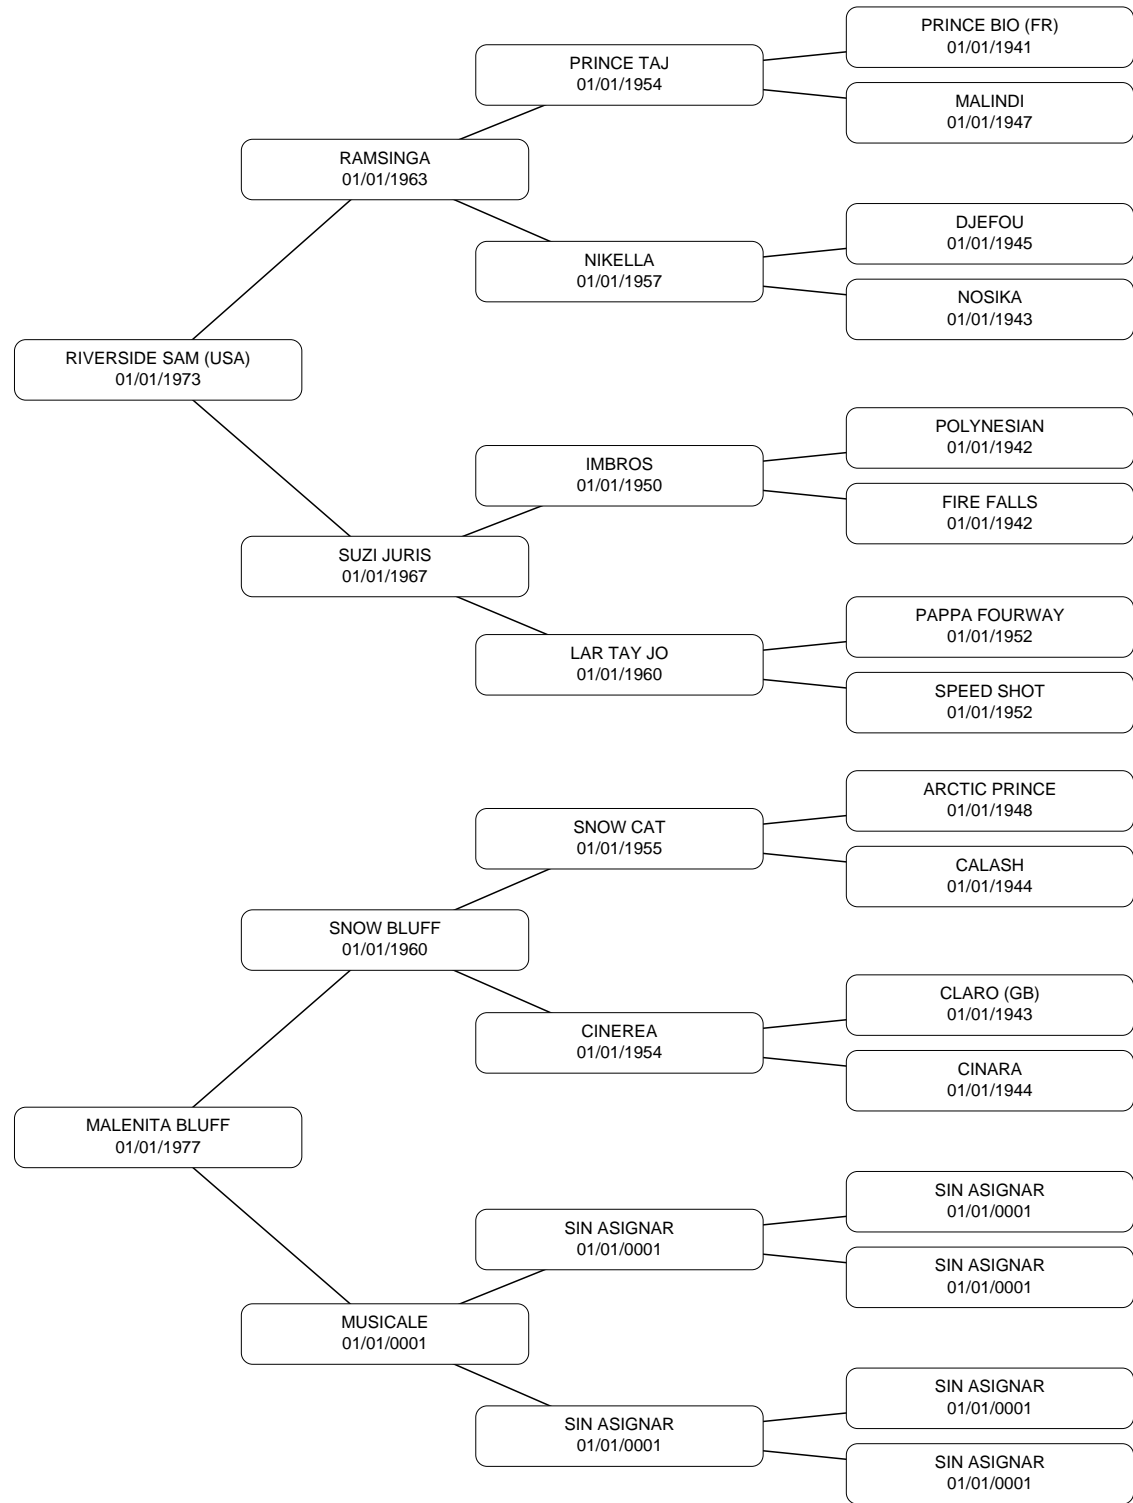 PRINCE BIO (FR)
01/01/1941
PRINCE TAJ
01/01/1954
MALINDI
01/01/1947
RAMSINGA
01/01/1963
DJEFOU
01/01/1945
NIKELLA
01/01/1957
NOSIKA
01/01/1943
RIVERSIDE SAM (USA)
01/01/1973
POLYNESIAN
01/01/1942
IMBROS
01/01/1950
FIRE FALLS
01/01/1942
SUZI JURIS
01/01/1967
PAPPA FOURWAY
01/01/1952
LAR TAY JO
01/01/1960
SPEED SHOT
01/01/1952
ARCTIC PRINCE
01/01/1948
SNOW CAT
01/01/1955
CALASH
01/01/1944
SNOW BLUFF
01/01/1960
CLARO (GB)
01/01/1943
CINEREA
01/01/1954
CINARA
01/01/1944
MALENITA BLUFF
01/01/1977
SIN ASIGNAR
01/01/0001
SIN ASIGNAR
01/01/0001
SIN ASIGNAR
01/01/0001
MUSICALE
01/01/0001
SIN ASIGNAR
01/01/0001
SIN ASIGNAR
01/01/0001
SIN ASIGNAR
01/01/0001